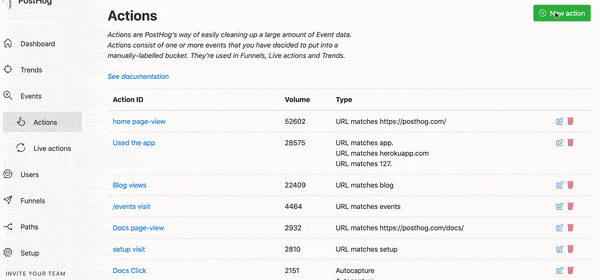 PostHog
Actions
New action
Actions are PostHog's way of easily cleaning up a large amount of Event data.
Actions consist of one or more events that you have decided to put into a
manually-labelled bucket. They're used in Funnels, Live actions and Trends.
See documentation
Dashboard
Trends
Events
Actions
Live actions
Users
Funnels
Paths
Setup
INVITE YOUR TEAM
Action ID Volume Type
home page-view 52602 URL matches https://posthog.com/
Used the app 28575 URL matches app.
URL matches herokuapp.com
URL matches 127.
Blog views 22409 URL matches blog
/events visit 4464 URL matches events
Docs page-view 2932 URL matches https://posthog.com/docs/
setup visit 2810 URL matches setup
Docs Click 2151 Autocapture